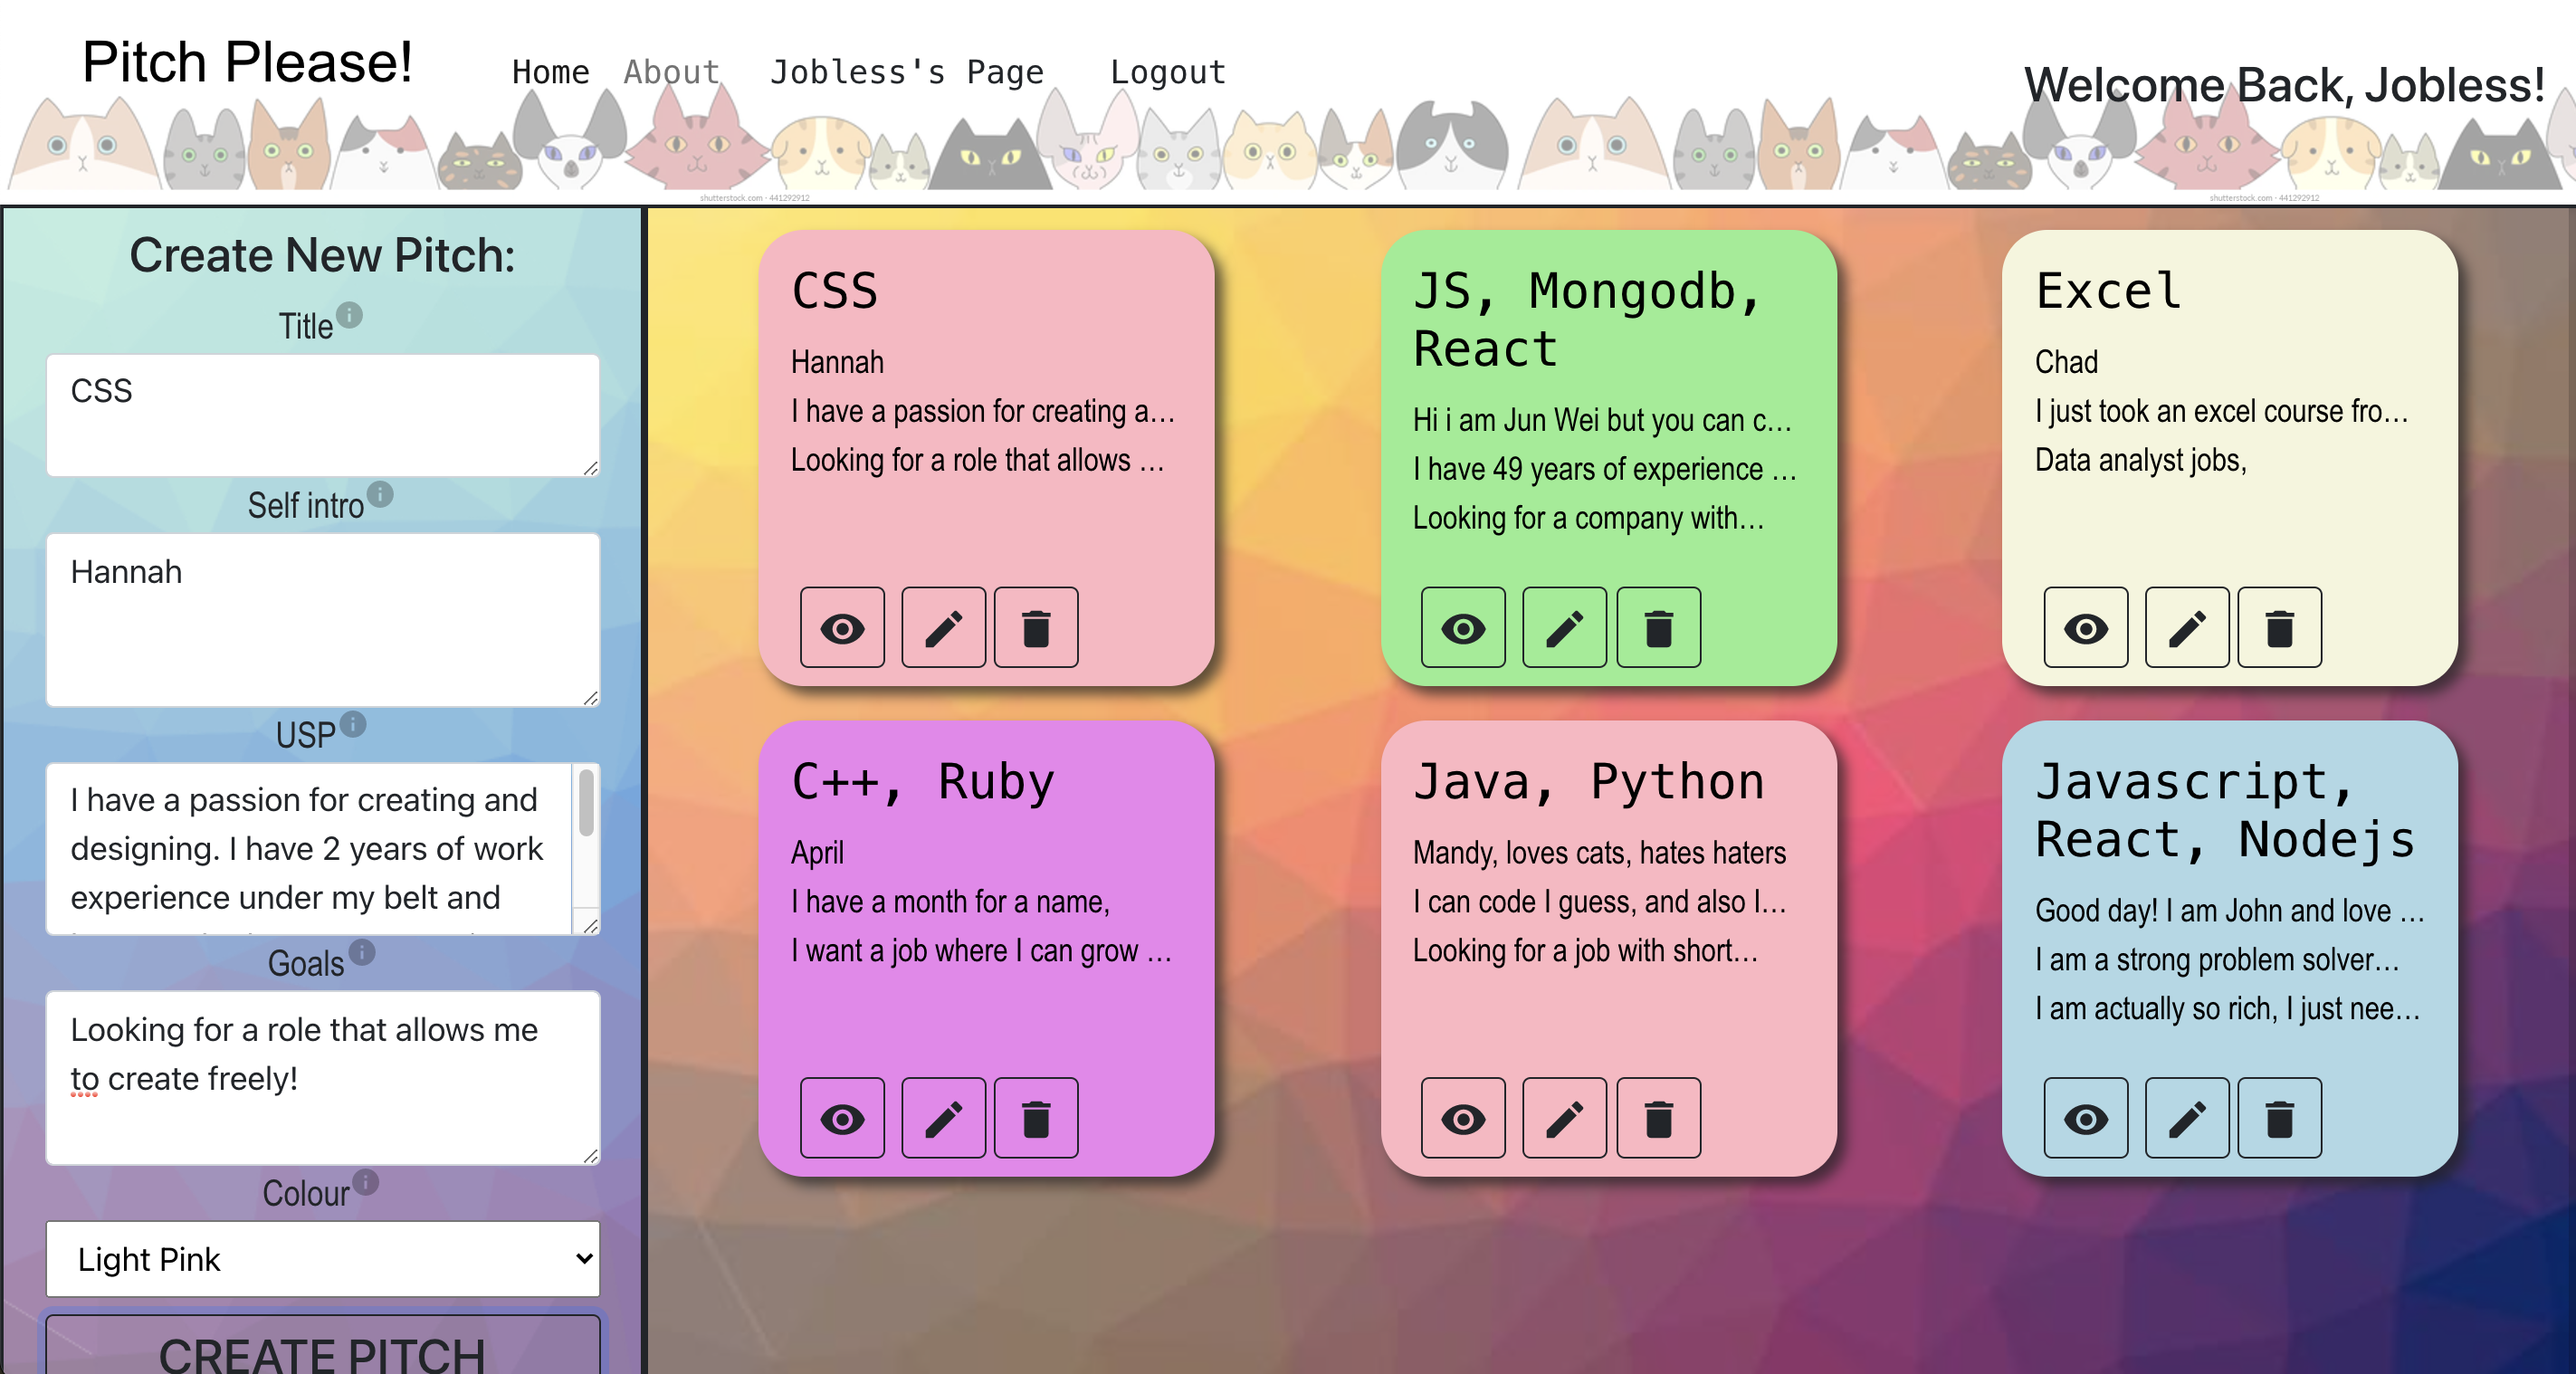 Pitch Please!
Home About Jobless's Page Logout
Welcome Back, Jobless!
shutterstock.com · 441292912
shutterstock.com · 441292912
Create New Pitch:
Title
CSS
Self intro
Hannah
USP
I have a passion for creating and
designing. I have 2 years of work
experience under my belt and
Goals
Looking for a role that allows me
to create freely!
Colour
Light Pink
CREATE PITCH
CSS
Hannah
I have a passion for creating a...
Looking for a role that allows ...
JS, Mongodb,
React
Hi i am Jun Wei but you can c...
I have 49 years of experience ...
Looking for a company with...
Excel
Chad
I just took an excel course fro...
Data analyst jobs,
C++, Ruby
April
I have a month for a name,
I want a job where I can grow ...
Java, Python
Mandy, loves cats, hates haters
I can code I guess, and also I...
Looking for a job with short...
Javascript,
React, Nodejs
Good day! I am John and love ...
I am a strong problem solver...
I am actually so rich, I just nee...